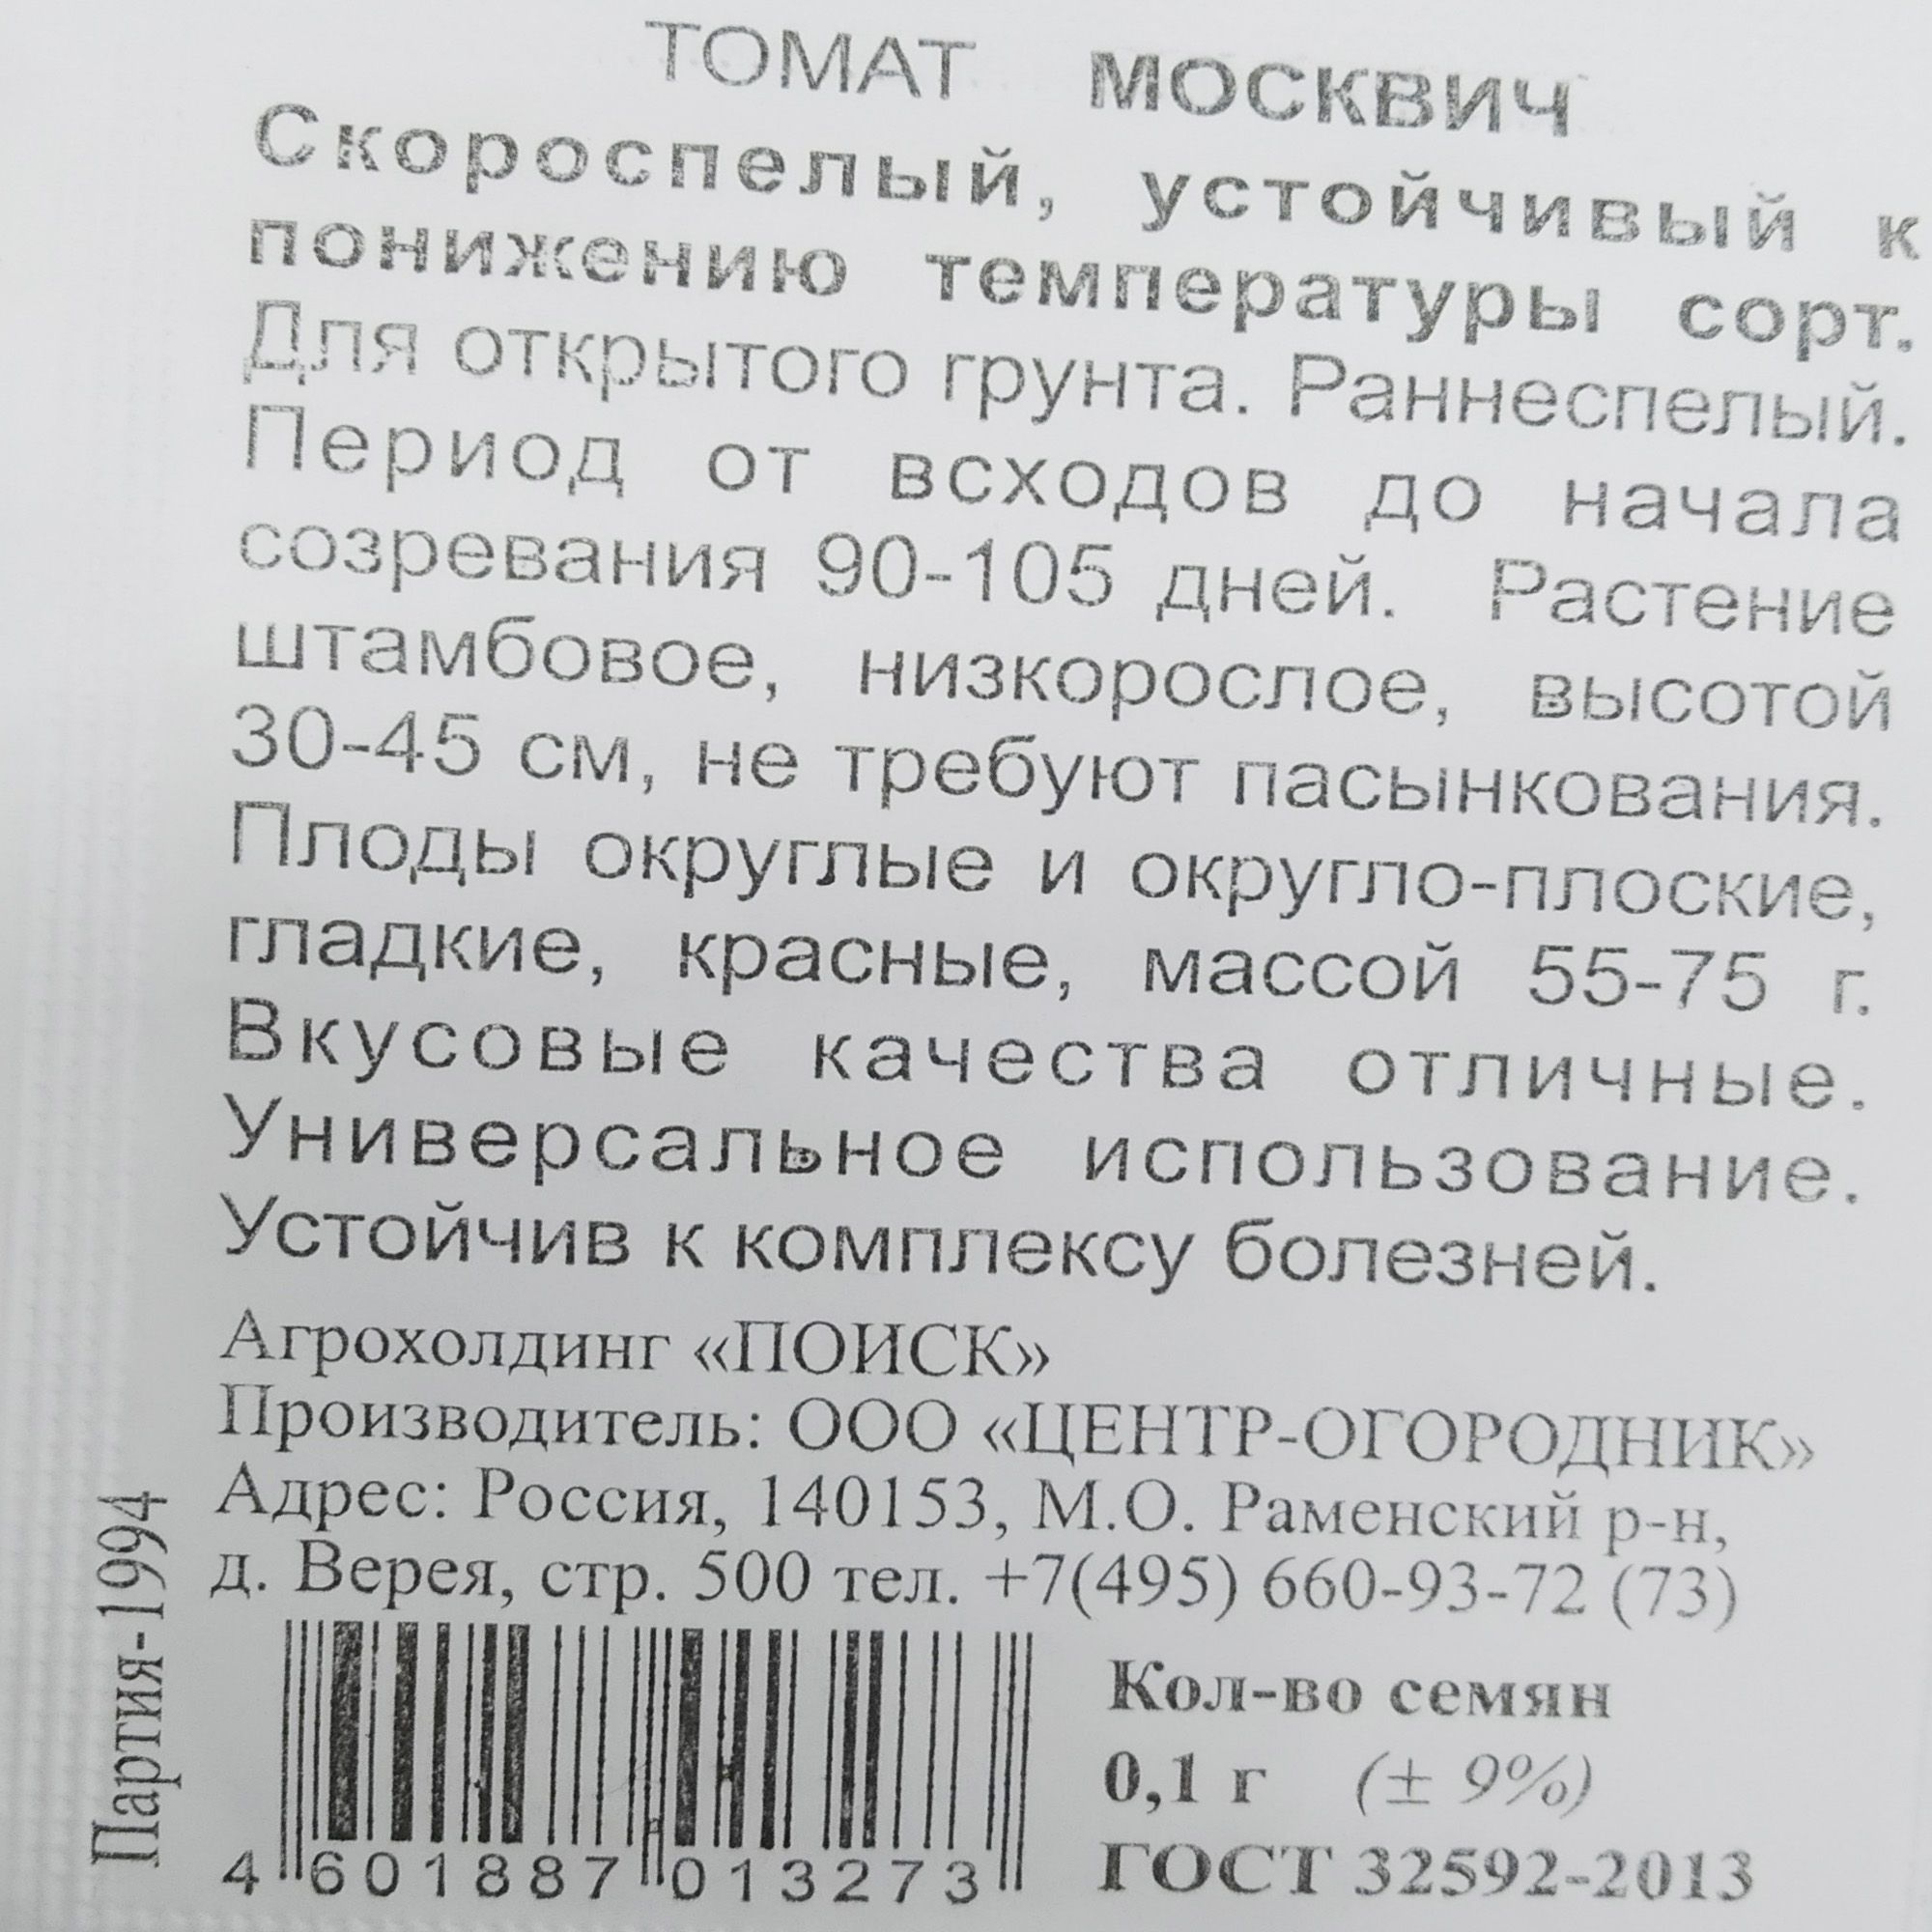 ТОМАТ МОСКВИЧ
Скороспелый, устойчивый к
понижению температуры сорт.
Для открытого грунта. Раннеспелый.
Период от всходов до начала
созревания 90-105 дней. Растение
штамбовое, низкорослое, высотой
30-45 см, не требуют пасынкования.
Плоды округлые и округло-плоские,
гладкие, красные, массой 55-75 г.
Вкусовые качества отличные.
Универсальное использование.
Устойчив к комплексу болезней.
Агрохолдинг «ПОИСК»
Производитель: ООО «ЦЕНТР-ОГОРОДНИК»
Адрес: Россия, 140153, М.О. Раменский р-н,
д. Верея, стр. 500 тел. +7(495) 660-93-72 (73)
Партия-1994
4 601887 013273
Кол-во семян
0,1 г (± 9%)
ГОСТ 32592-2013